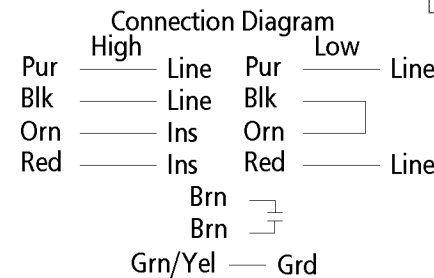 Connection Diagram
High Low
Pur Line Pur Line
Blk Line Blk
Orn Ins Orn
Red Ins Red Line
Brn
Brn
Grn/Yel Grd